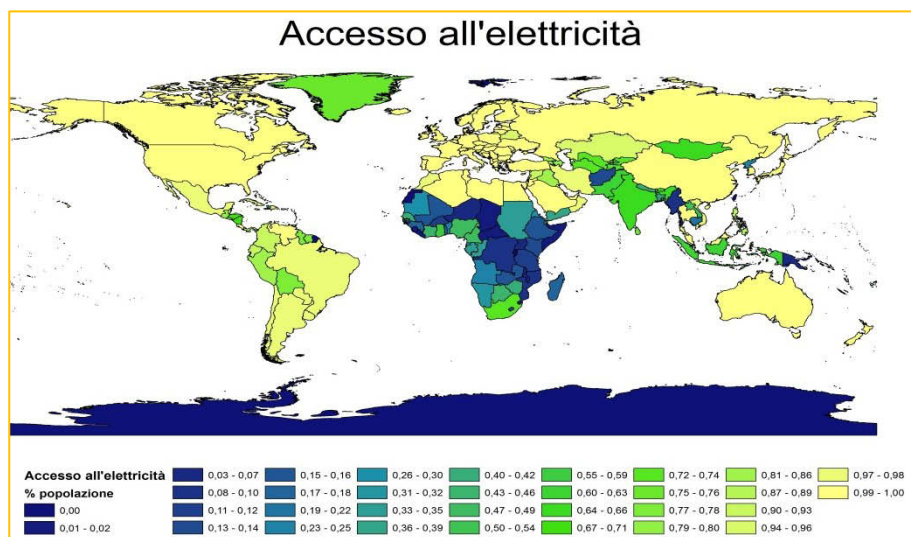 Accesso all'elettricità
Accesso all'elettricità
% popolazione
0,00
0,01 - 0,02
0,03 - 0,07
0,08 - 0,10
0,11 - 0,12
0,13 - 0,14
0,15 - 0,16
0,17 - 0,18
0,19 - 0,22
0,23 - 0,25
0,26 - 0,30
0,31 - 0,32
0,33 - 0,35
0,36 - 0,39
0,40 - 0,42
0,43 - 0,46
0,47 - 0,49
0,50 - 0,54
0,55 - 0,59
0,60 - 0,63
0,64 - 0,66
0,67 - 0,71
0,72 - 0,74
0,75 - 0,76
0,77 - 0,78
0,79 - 0,80
0,81 - 0,86
0,87 - 0,89
0,90 - 0,93
0,94 - 0,96
0,97 - 0,98
0,99 - 1,00